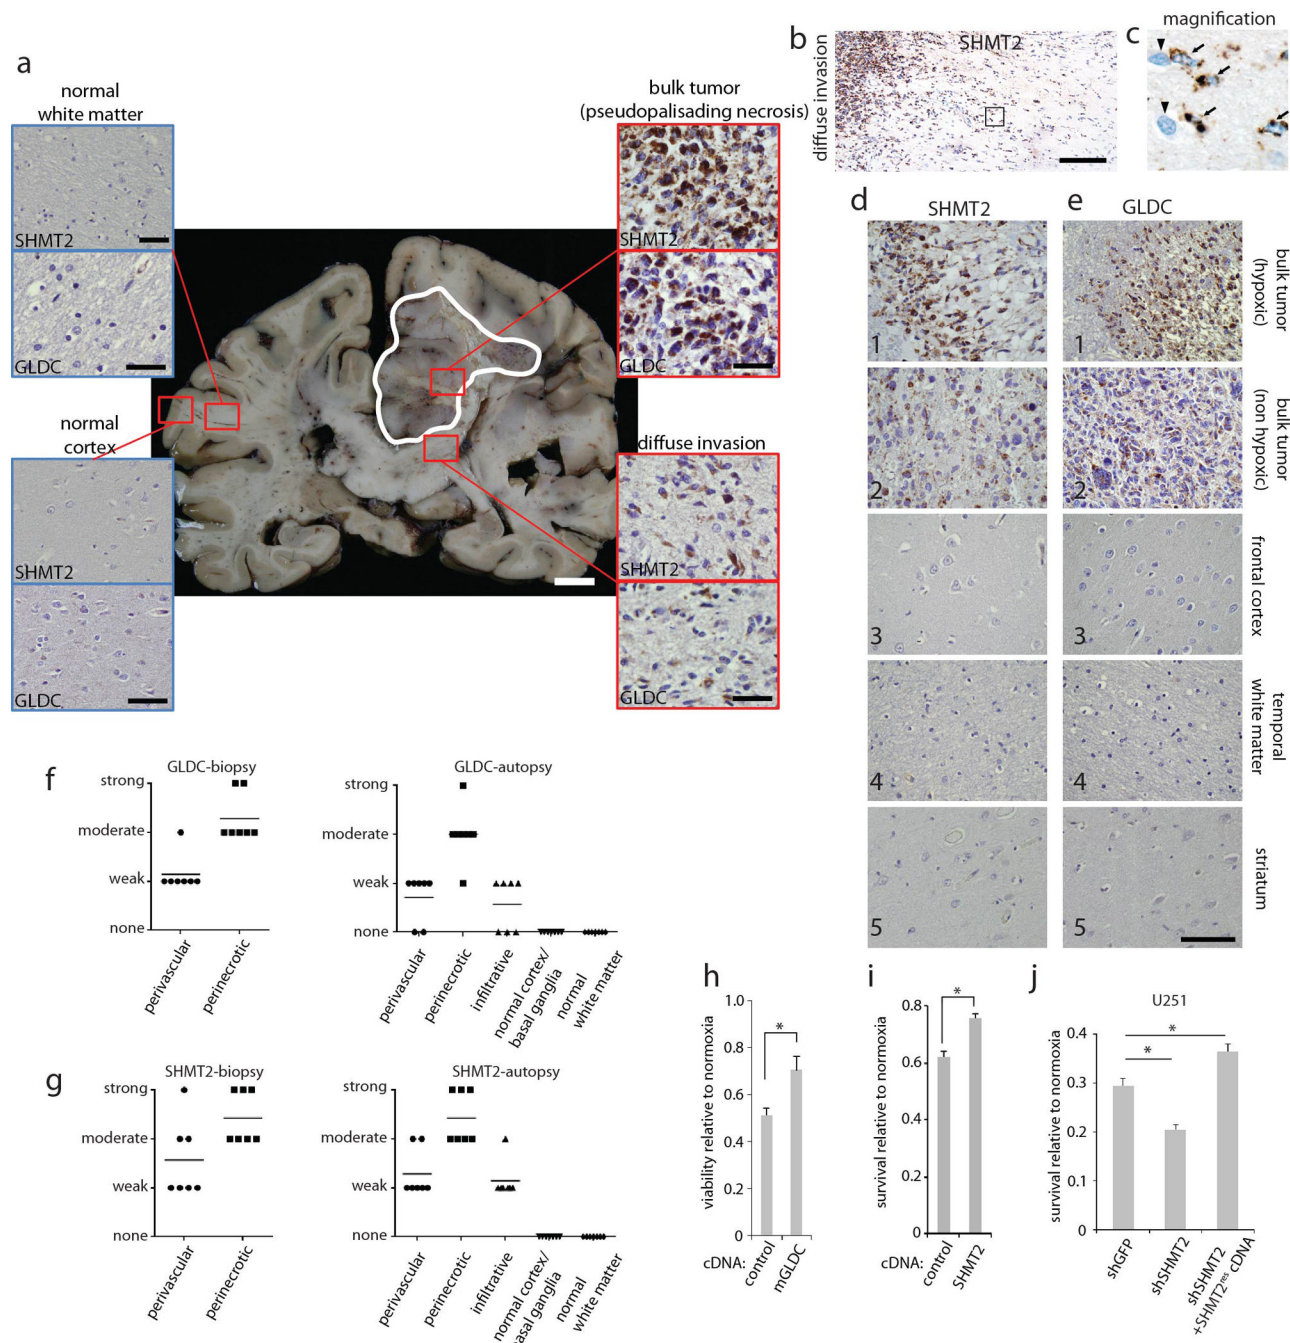 a
normal
white matter
SHMT2
GLDC
normal
cortex
SHMT2
GLDC
bulk tumor
(pseudopalisading necrosis)
SHMT2
GLDC
diffuse invasion
SHMT2
GLDC
b
diffuse invasion
SHMT2
c
magnification
d
SHMT2
1
2
3
4
5
e
GLDC
1
2
3
4
5
bulk tumor
(hypoxic)
bulk tumor
(non hypoxic)
frontal cortex
temporal
white matter
striatum
f
GLDC-biopsy
strong
moderate
weak
none
perivascular
perinecrotic
GLDC-autopsy
strong
moderate
weak
none
perivascular
perinecrotic
infiltrative
normal cortex/
basal ganglia
normal
white matter
g
SHMT2-biopsy
strong
moderate
weak
none
perivascular
perinecrotic
SHMT2-autopsy
strong
moderate
weak
none
perivascular
perinecrotic
infiltrative
normal cortex/
basal ganglia
normal
white matter
h
viability relative to normoxia
1.0
0.8
0.6
0.4
0.2
0
*
cDNA:
control
mGLDC
i
survival relative to normoxia
0.8
0.6
0.4
0.2
0
*
cDNA:
control
SHMT2
j
U251
survival relative to normoxia
0.4
0.3
0.2
0.1
0
*
*
shGFP
shSHMT2
shSHMT2
+SHMT2res cDNA